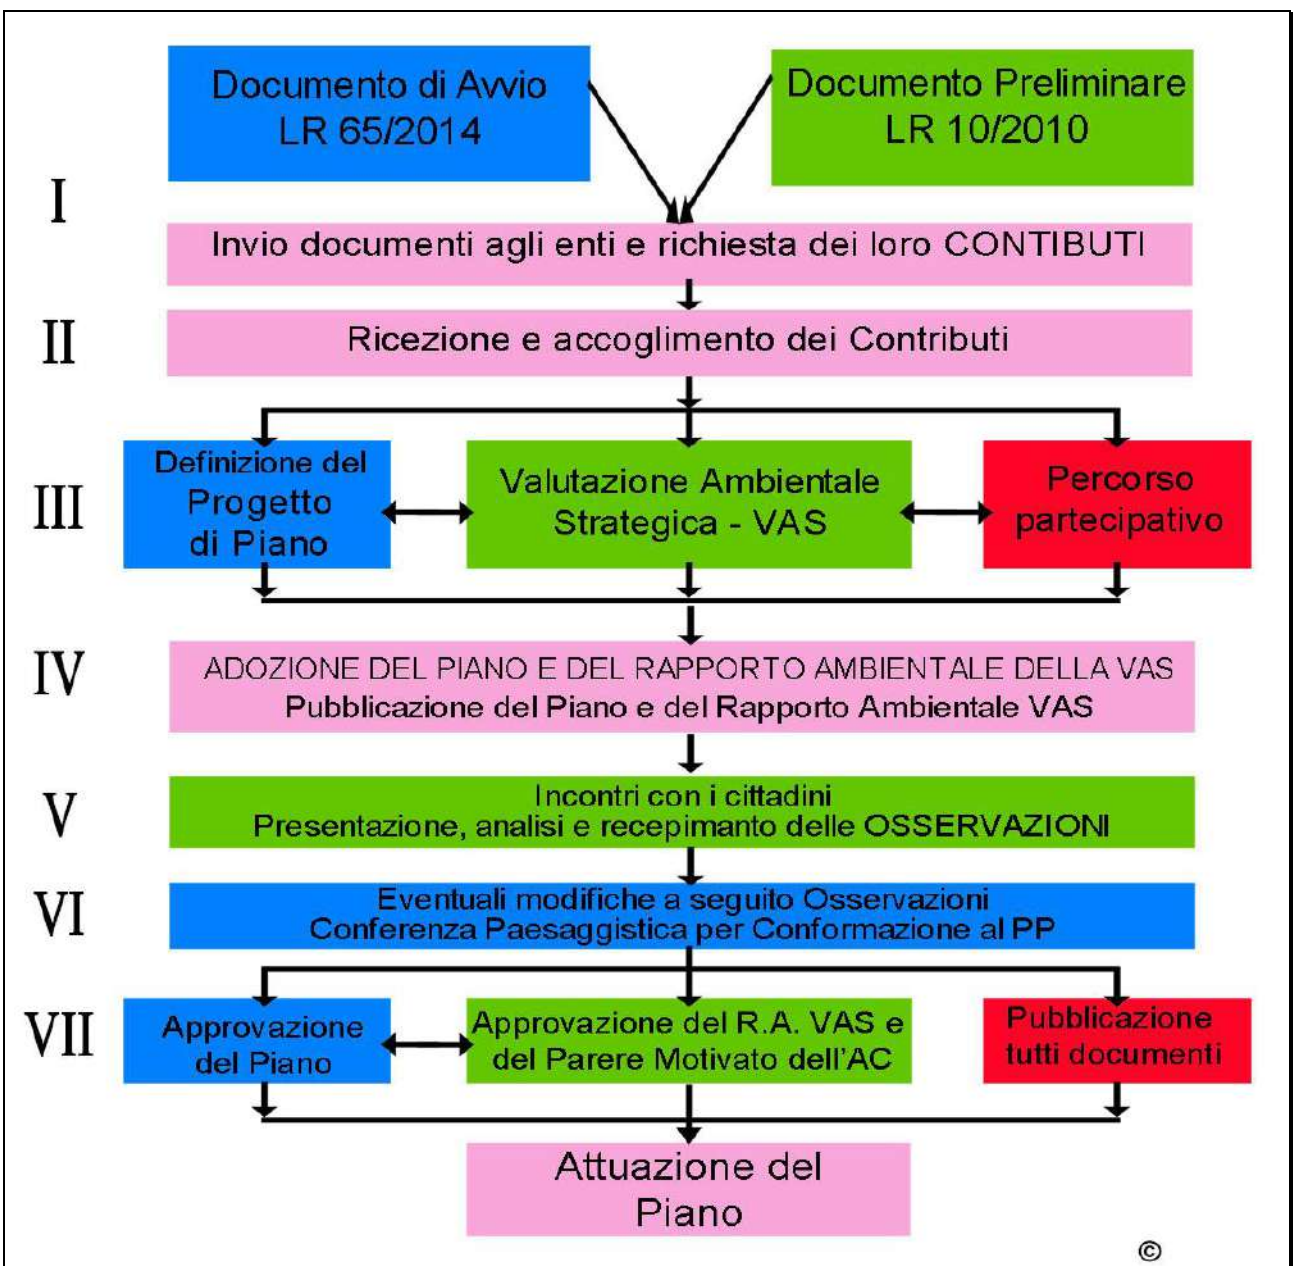 Documento di Avvio
LR 65/2014
Documento Preliminare
LR 10/2010
I
Invio documenti agli enti e richiesta dei loro CONTIBUTI
II
Ricezione e accoglimento dei Contributi
III
Definizione del
Progetto
di Piano
Valutazione Ambientale
Strategica - VAS
Percorso
partecipativo
IV
ADOZIONE DEL PIANO E DEL RAPPORTO AMBIENTALE DELLA VAS
Pubblicazione del Piano e del Rapporto Ambientale VAS
V
Incontri con i cittadini
Presentazione, analisi e recepimanto delle OSSERVAZIONI
VI
Eventuali modifiche a seguito Osservazioni
Conferenza Paesaggistica per Conformazione al PP
VII
Approvazione
del Piano
Approvazione del R.A. VAS e
del Parere Motivato dell'AC
Pubblicazione
tutti documenti
Attuazione del
Piano
©